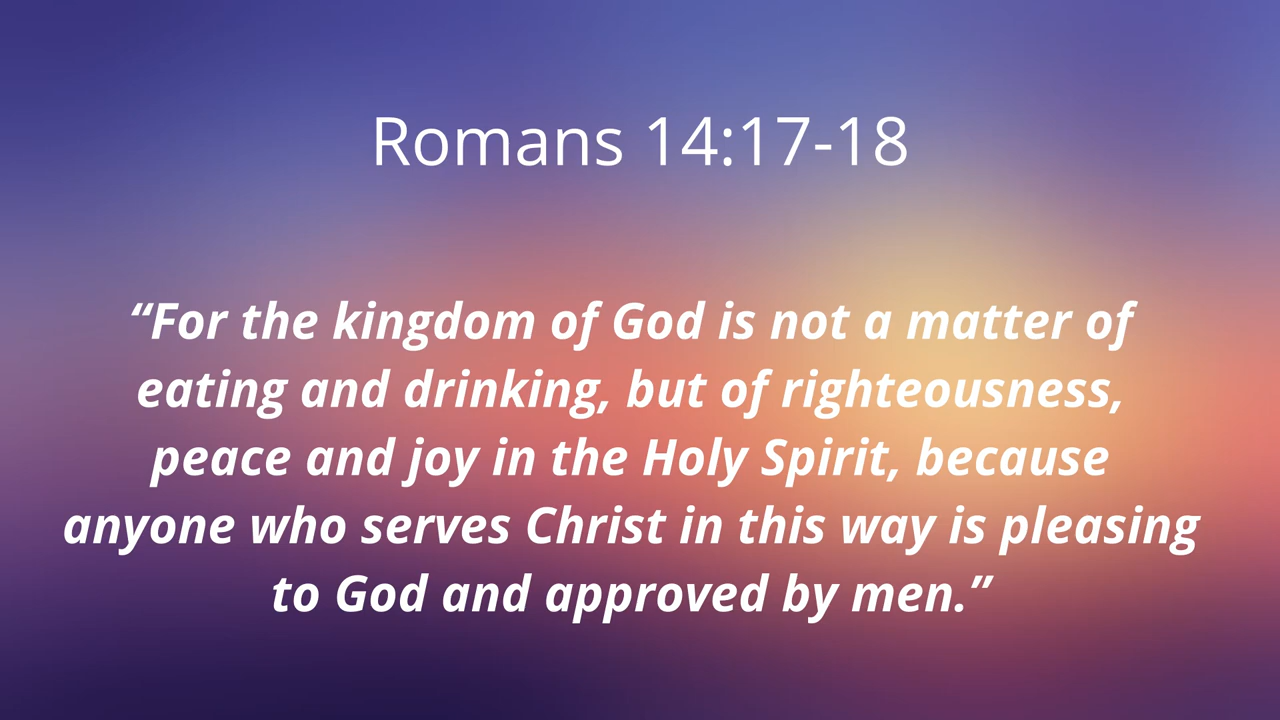 Romans 14:17-18
“For the kingdom of God is not a matter of
eating and drinking, but of righteousness,
peace and joy in the Holy Spirit, because
anyone who serves Christ in this way is pleasing
to God and approved by men.”